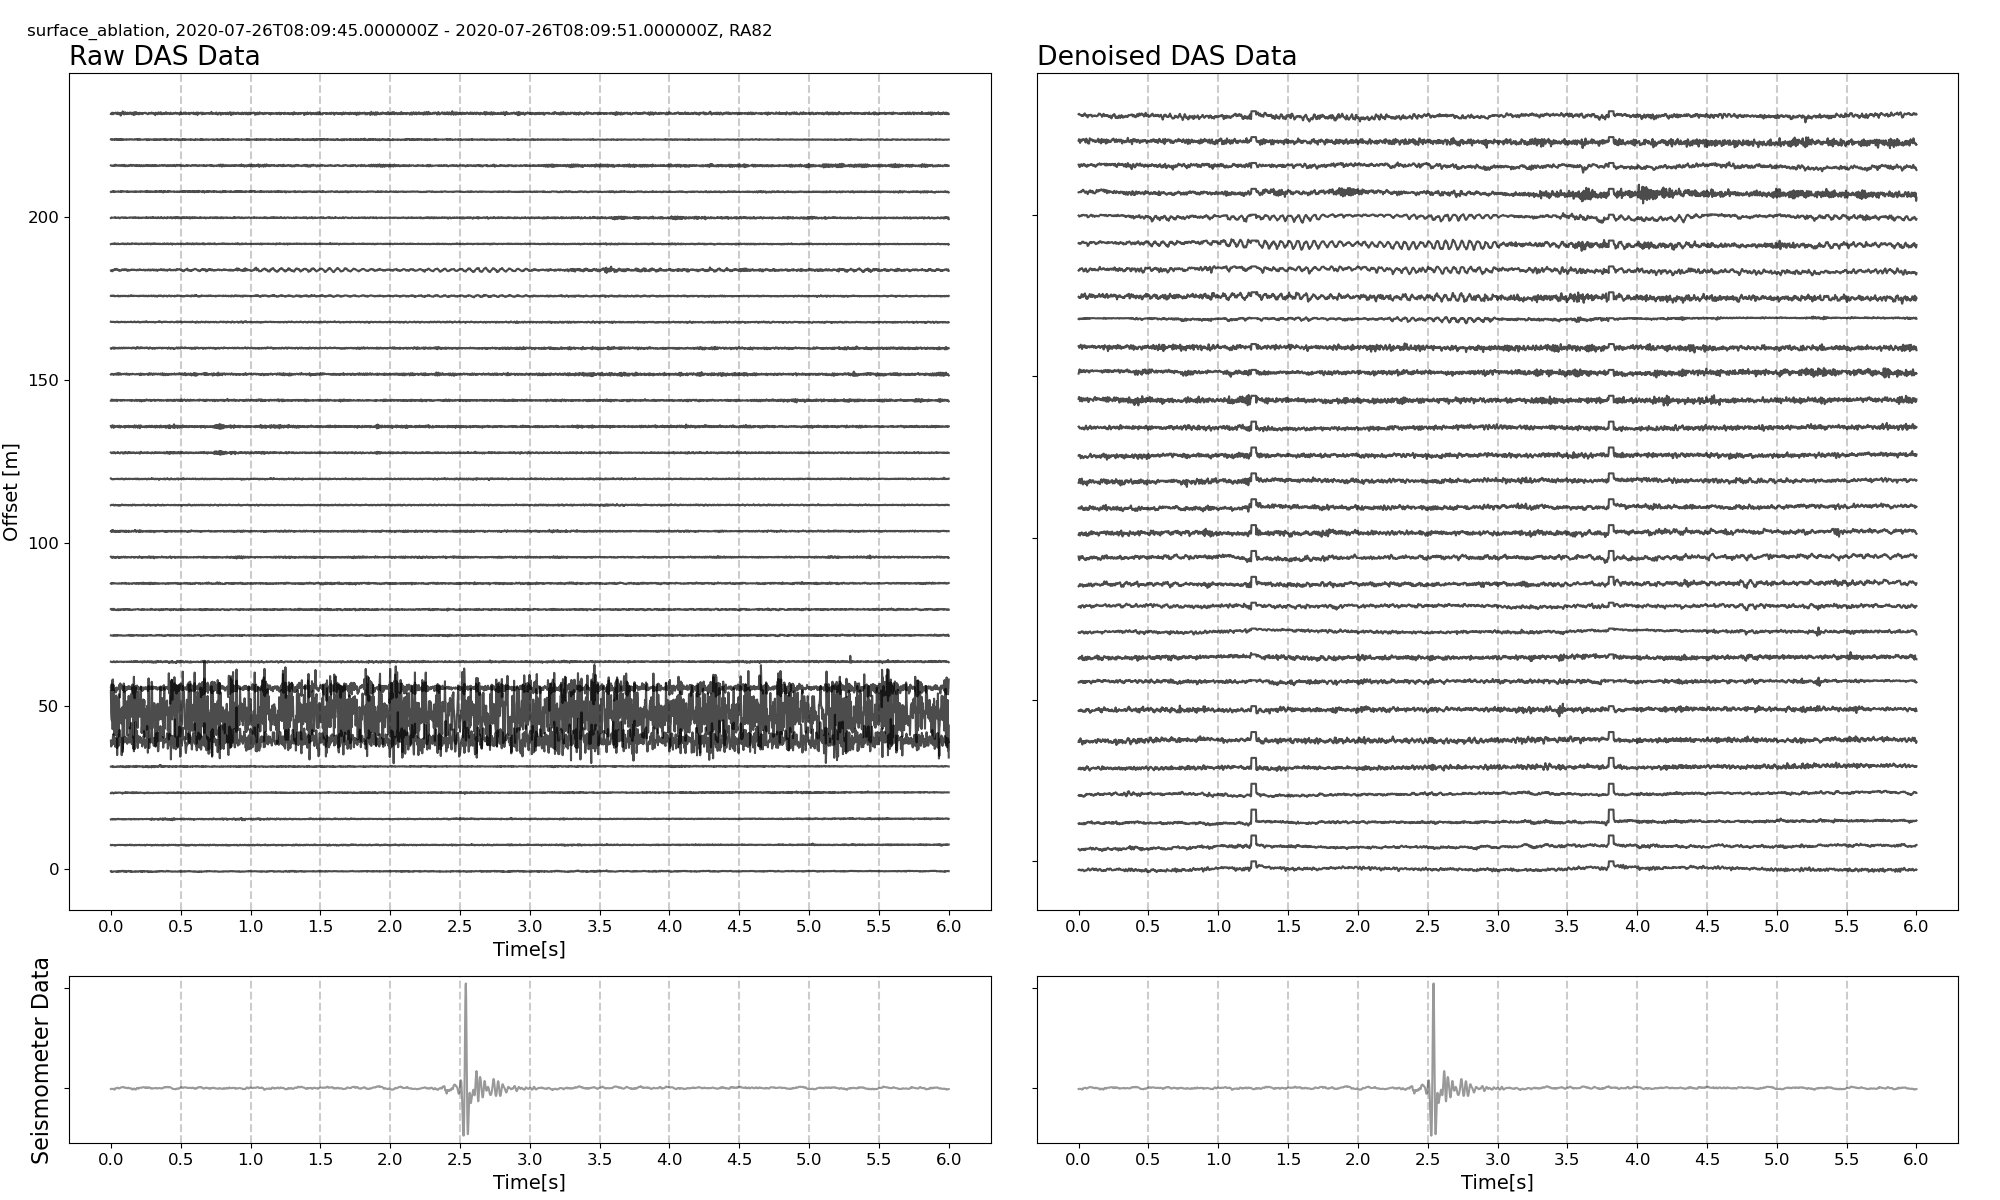 surface_ablation, 2020-07-26T08:09:45.000000Z - 2020-07-26T08:09:51.000000Z, RA82
Raw DAS Data
Denoised DAS Data
Offset [m]
200
150
100
50
0
0.0 0.5 1.0 1.5 2.0 2.5 3.0 3.5 4.0 4.5 5.0 5.5 6.0
Time[s]
0.0 0.5 1.0 1.5 2.0 2.5 3.0 3.5 4.0 4.5 5.0 5.5 6.0
Seismometer Data
0.0 0.5 1.0 1.5 2.0 2.5 3.0 3.5 4.0 4.5 5.0 5.5 6.0
Time[s]
0.0 0.5 1.0 1.5 2.0 2.5 3.0 3.5 4.0 4.5 5.0 5.5 6.0
Time[s]